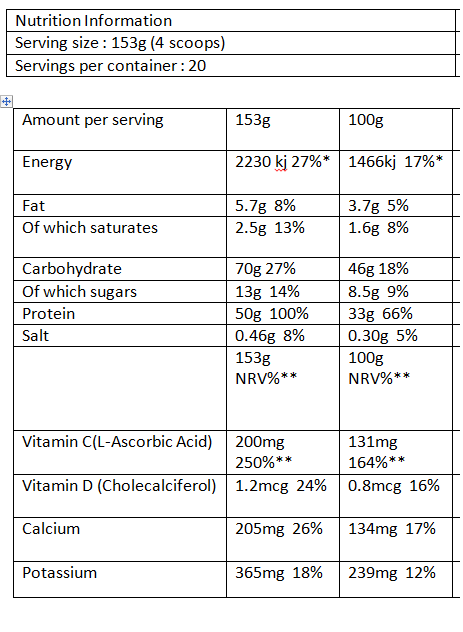 Nutrition Information
Serving size : 153g (4 scoops)
Servings per container : 20
Amount per serving 153g 100g
Energy 2230 kj 27%* 1466kj 17%*
Fat 5.7g 8% 3.7g 5%
Of which saturates 2.5g 13% 1.6g 8%
Carbohydrate 70g 27% 46g 18%
Of which sugars 13g 14% 8.5g 9%
Protein 50g 100% 33g 66%
Salt 0.46g 8% 0.30g 5%
153g 100g
NRV%** NRV%**
Vitamin C(L-Ascorbic Acid) 200mg 131mg
250%** 164%**
Vitamin D (Cholecalciferol) 1.2mcg 24% 0.8mcg 16%
Calcium 205mg 26% 134mg 17%
Potassium 365mg 18% 239mg 12%